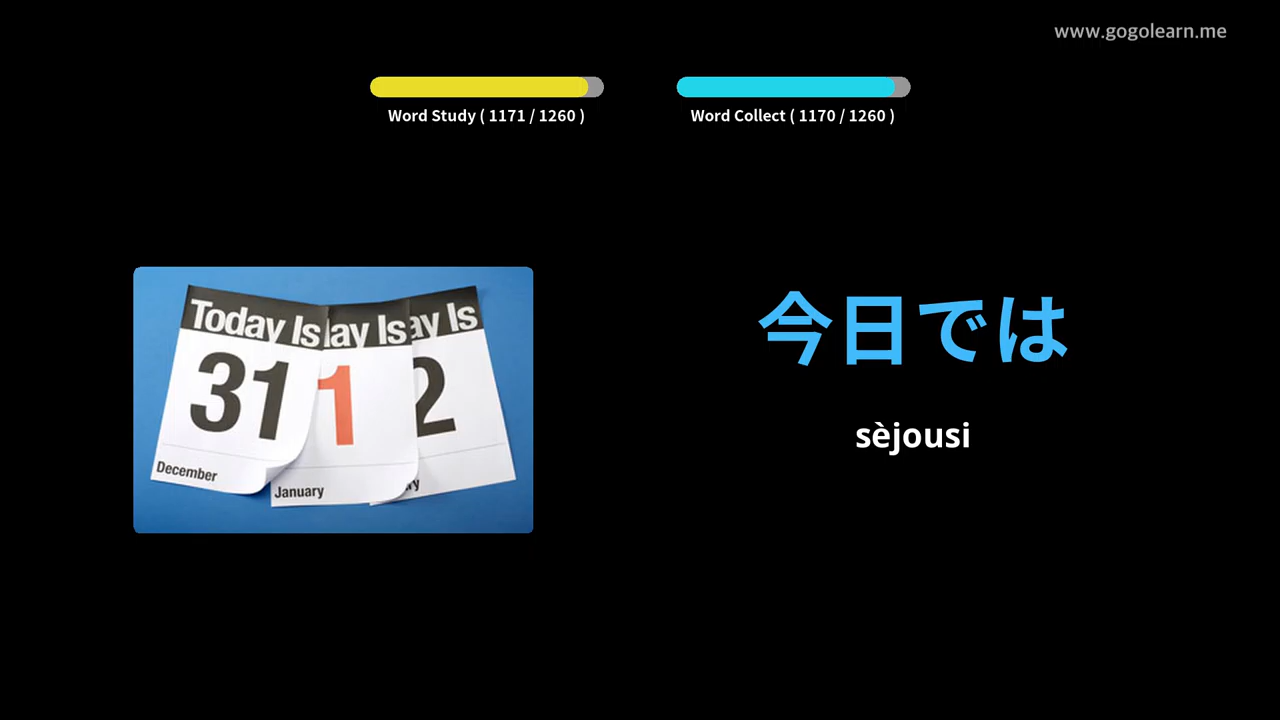 www.gogolearn.me
Word Study ( 1171 / 1260 )
Word Collect ( 1170 / 1260 )
Today Is
lay Is
ay Is
31
1
2
December
January
ry
今日では
sèjousi